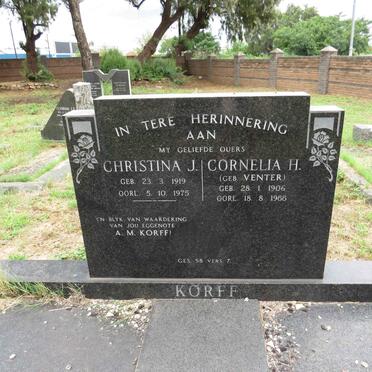 IN TERE HERINNERING
AAN
MY GELIEFDE OUERS
CHRISTINA J.
GEB. 23. 3. 1919
OORL. 5. 10. 1975
CORNELIA H.
(GEB VENTER)
GEB. 28. 1. 1906
OORL. 18. 8. 1966
('N BLYK VAN WAARDERING
VAN JOU EGGENOTE
A. M. KORFF)
GES. 58 VERS 7.
KORFF